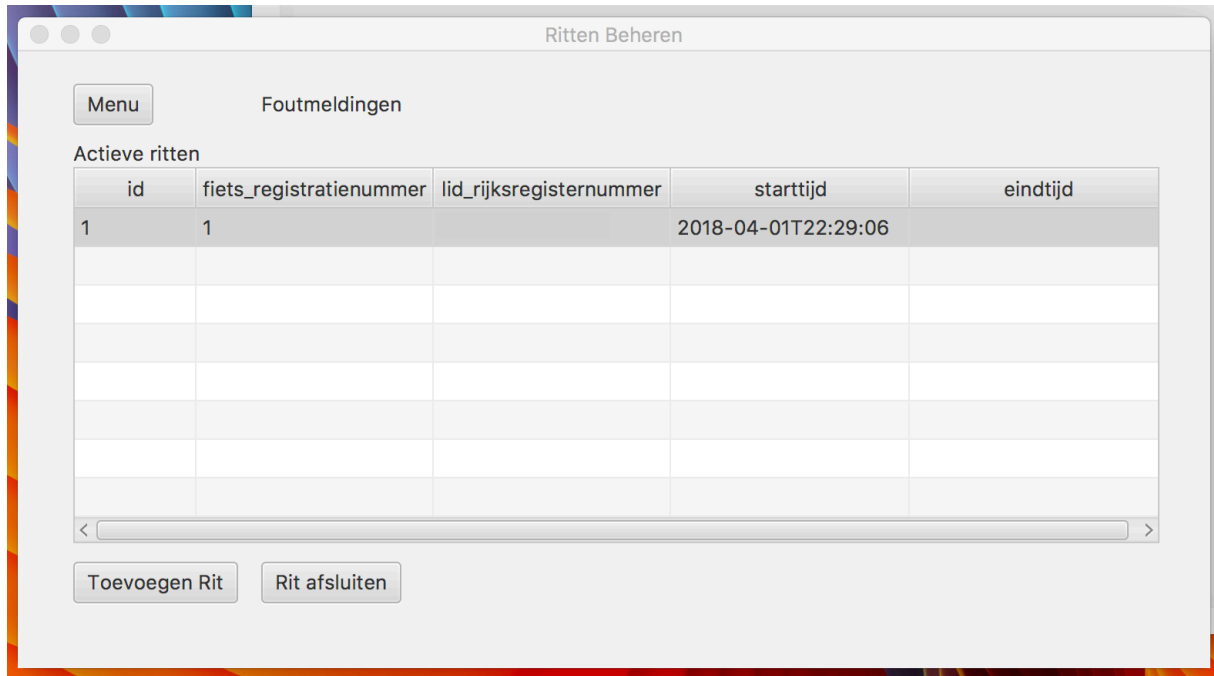 Ritten Beheren
Menu Foutmeldingen
Actieve ritten
id fiets_registratienummer lid_rijksregisternummer starttijd eindtijd
1 1 2018-04-01T22:29:06
Toevoegen Rit Rit afsluiten